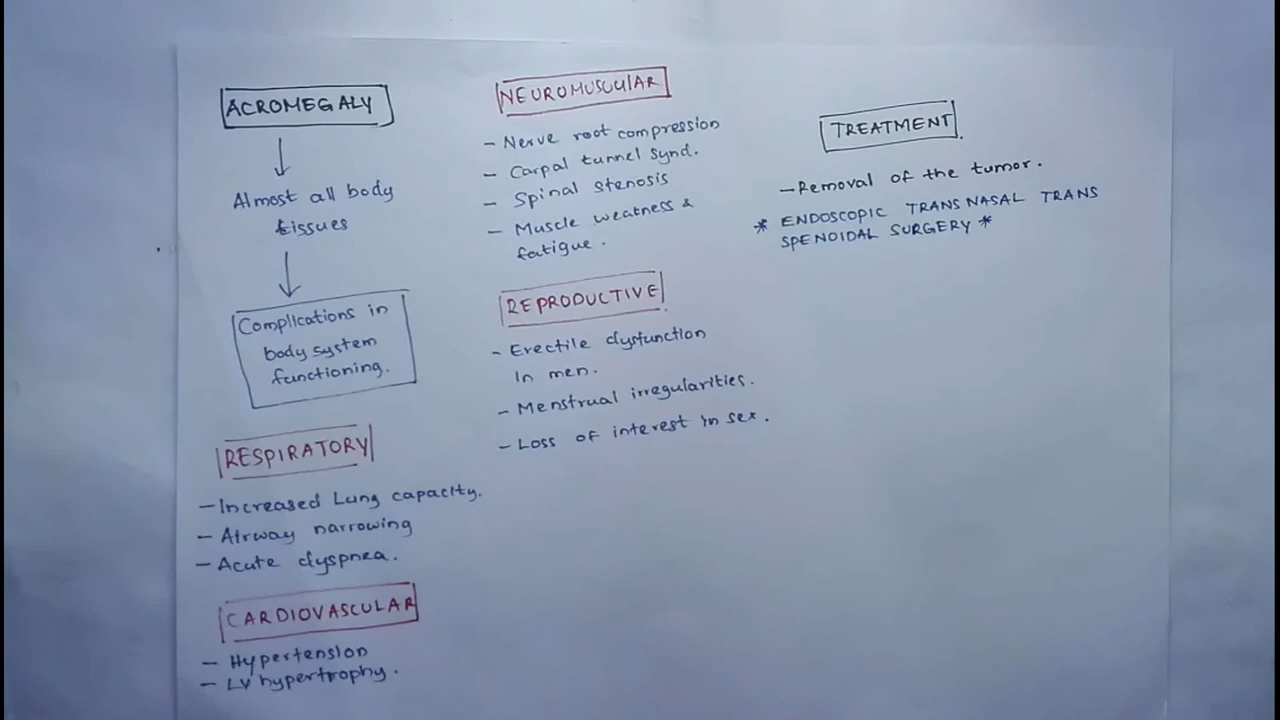 ACROMEGALY
Almost all body
tissues
Complications in
body system
functioning.
RESPIRATORY
- Increased Lung capacity.
- Airway narrowing
- Acute dyspnea.
CARDIOVASCULAR
- Hypertension
- LV hypertrophy.
NEUROMUSCULAR
- Nerve root compression
- Carpal tunnel synd.
- Spinal stenosis
- Muscle weatness &
fatigue.
REPRODUCTIVE
- Erectile dysfunction
In men.
- Menstrual irregularities.
- Loss of interest in sex.
TREATMENT
- Removal of the tumor.
* ENDOSCOPIC TRANS NASAL TRANS
SPENOIDAL SURGERY *